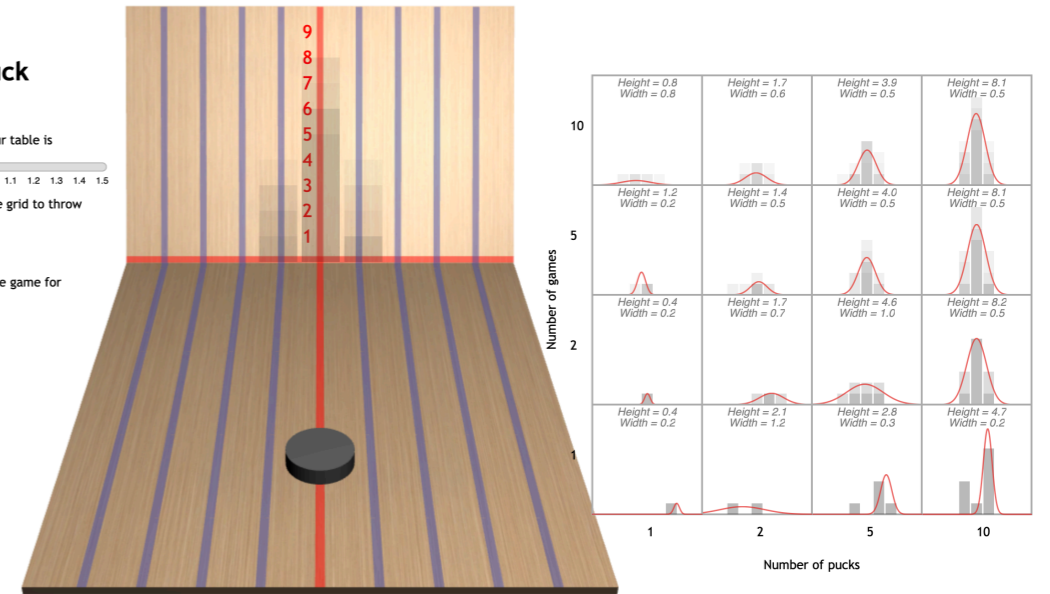 uck
r table is
1.1 1.2 1.3 1.4 1.5
e grid to throw
e game for
9
8
7
6
5
4
3
2
1
Number of games
10
Height = 0.8
Width = 0.8
Height = 1.7
Width = 0.6
Height = 3.9
Width = 0.5
Height = 8.1
Width = 0.5
5
Height = 1.2
Width = 0.2
Height = 1.4
Width = 0.5
Height = 4.0
Width = 0.5
Height = 8.1
Width = 0.5
2
Height = 0.4
Width = 0.2
Height = 1.7
Width = 0.7
Height = 4.6
Width = 1.0
Height = 8.2
Width = 0.5
1
Height = 0.4
Width = 0.2
Height = 2.1
Width = 1.2
Height = 2.8
Width = 0.3
Height = 4.7
Width = 0.2
1 2 5 10
Number of pucks